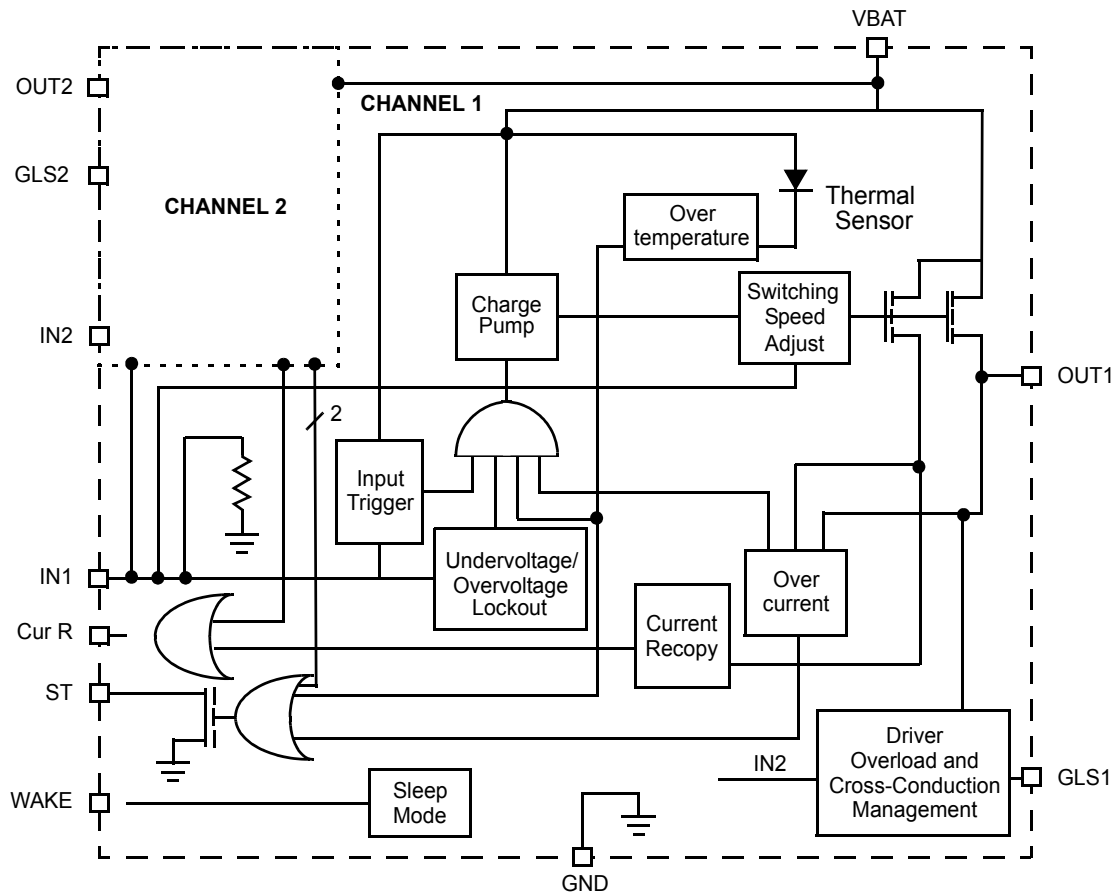 VBAT
OUT2
CHANNEL 1
GLS2
CHANNEL 2
Over
temperature
Thermal
Sensor
Charge
Pump
Switching
Speed
Adjust
IN2
OUT1
2
Input
Trigger
IN1
Undervoltage/
Overvoltage
Lockout
Over
current
Cur R
Current
Recopy
ST
Driver
Overload and
Cross-Conduction
Management
IN2
GLS1
WAKE
Sleep
Mode
GND